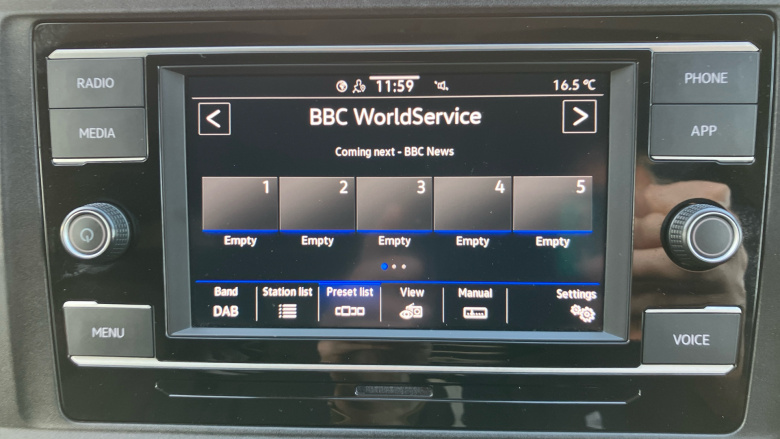 RADIO
MEDIA
MENU
PHONE
APP
VOICE
11:59
16.5 °C
<
BBC WorldService
>
Coming next - BBC News
1 2 3 4 5
Empty Empty Empty Empty Empty
Band Station list Preset list View Manual Settings
DAB